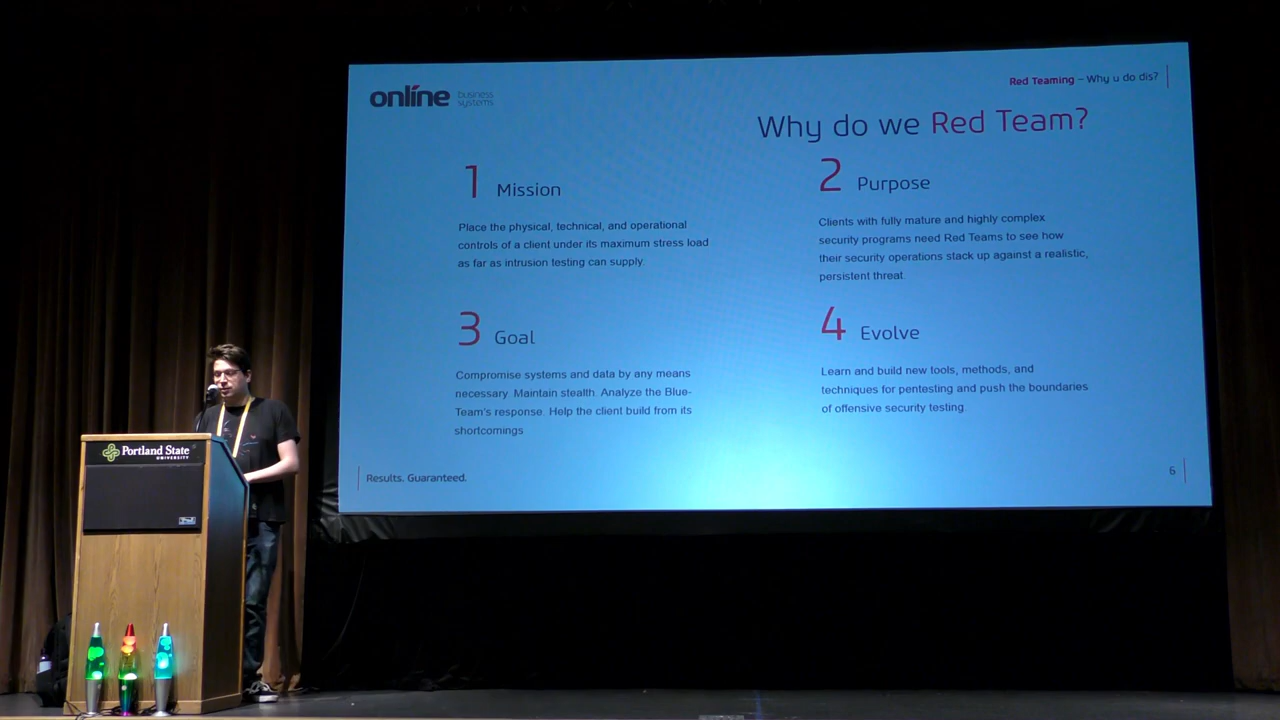 online business systems
Red Teaming – Why u do dis?
Why do we Red Team?
1 Mission
Place the physical, technical, and operational
controls of a client under its maximum stress load
as far as intrusion testing can supply.
2 Purpose
Clients with fully mature and highly complex
security programs need Red Teams to see how
their security operations stack up against a realistic,
persistent threat.
3 Goal
Compromise systems and data by any means
necessary. Maintain stealth. Analyze the Blue-
Team's response. Help the client build from its
shortcomings
4 Evolve
Learn and build new tools, methods, and
techniques for pentesting and push the boundaries
of offensive security testing.
Results. Guaranteed.
6
Portland State
UNIVERSITY